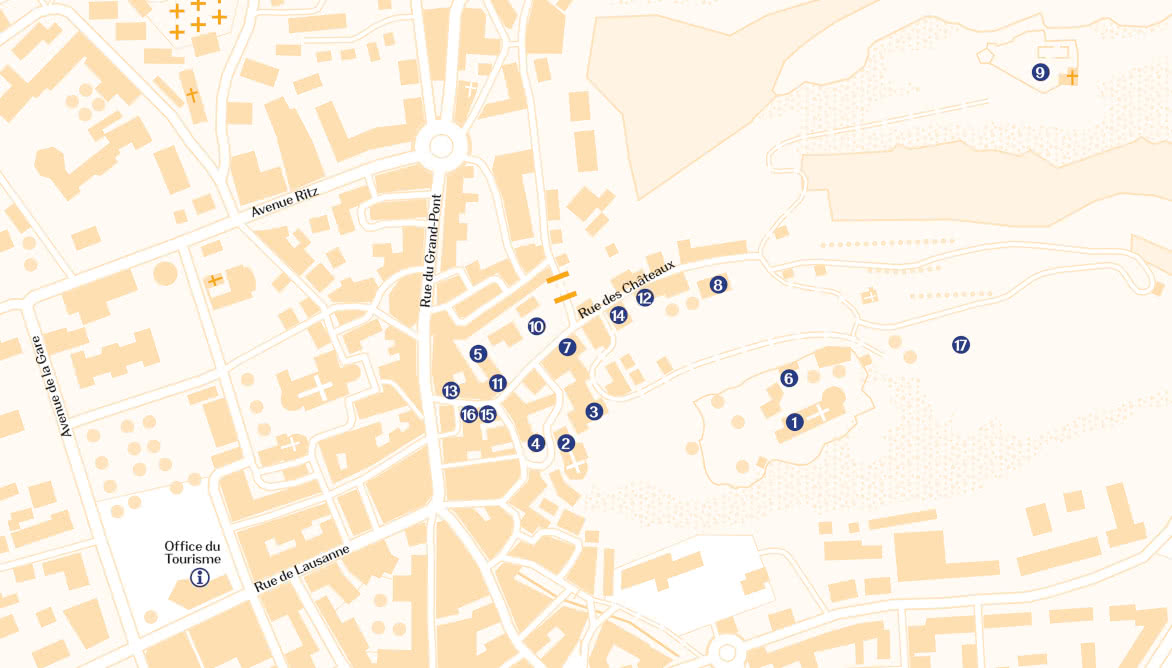 9
Avenue Ritz
Rue du Grand-Pont
Rue des Châteaux
8
12
14
10
7
17
5
6
11
13
3
16
15
1
4
2
Avenue de la Gare
Office du
Tourisme
i
Rue de Lausanne